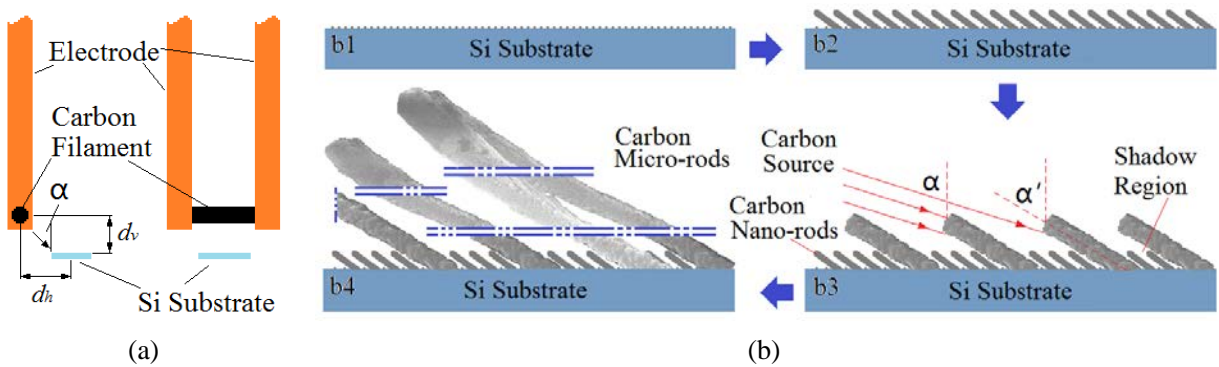 Electrode
Carbon
Filament
α
dv
dh
Si Substrate
(a)
b1
Si Substrate
b2
Si Substrate
Carbon
Micro-rods
Carbon
Source
Carbon
Nano-rods
α
α′
Shadow
Region
b4
Si Substrate
b3
Si Substrate
(b)